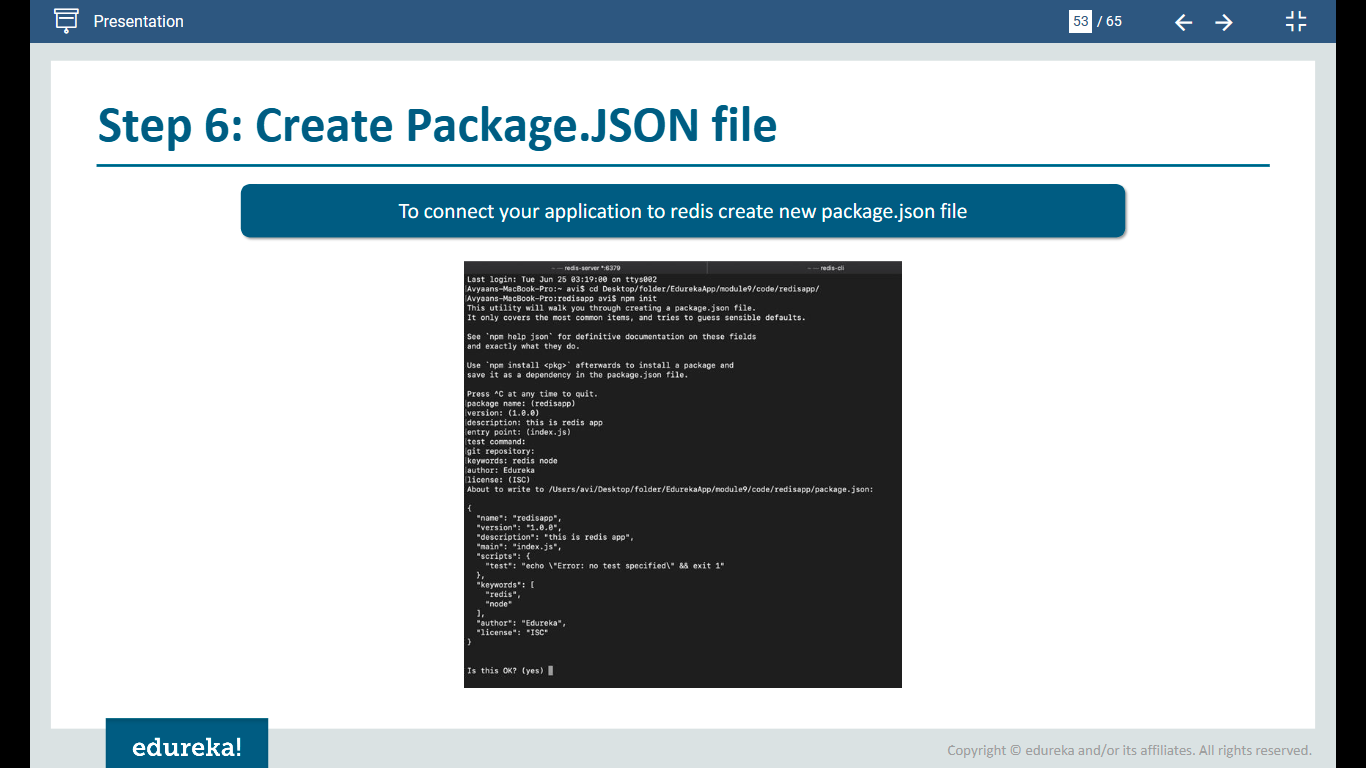 Presentation
53 / 65
Step 6: Create Package.JSON file
To connect your application to redis create new package.json file
~ — redis-server *:6379
~ — redis-cli
Last login: Tue Jun 25 03:19:00 on ttys002
[Avyaans-MacBook-Pro:~ avi$ cd Desktop/folder/EdurekaApp/module9/code/redisapp/
[Avyaans-MacBook-Pro:redisapp avi$ npm init
This utility will walk you through creating a package.json file.
It only covers the most common items, and tries to guess sensible defaults.
See `npm help json` for definitive documentation on these fields
and exactly what they do.
Use `npm install <pkg>` afterwards to install a package and
save it as a dependency in the package.json file.
Press ^C at any time to quit.
[package name: (redisapp)
[version: (1.0.0)
[description: this is redis app
[entry point: (index.js)
[test command:
[git repository:
[keywords: redis node
[author: Edureka
[license: (ISC)
About to write to /Users/avi/Desktop/folder/EdurekaApp/module9/code/redisapp/package.json:
{
"name": "redisapp",
"version": "1.0.0",
"description": "this is redis app",
"main": "index.js",
"scripts": {
"test": "echo \"Error: no test specified\" && exit 1"
},
"keywords": [
"redis",
"node"
],
"author": "Edureka",
"license": "ISC"
}
Is this OK? (yes)
edureka!
Copyright © edureka and/or its affiliates. All rights reserved.